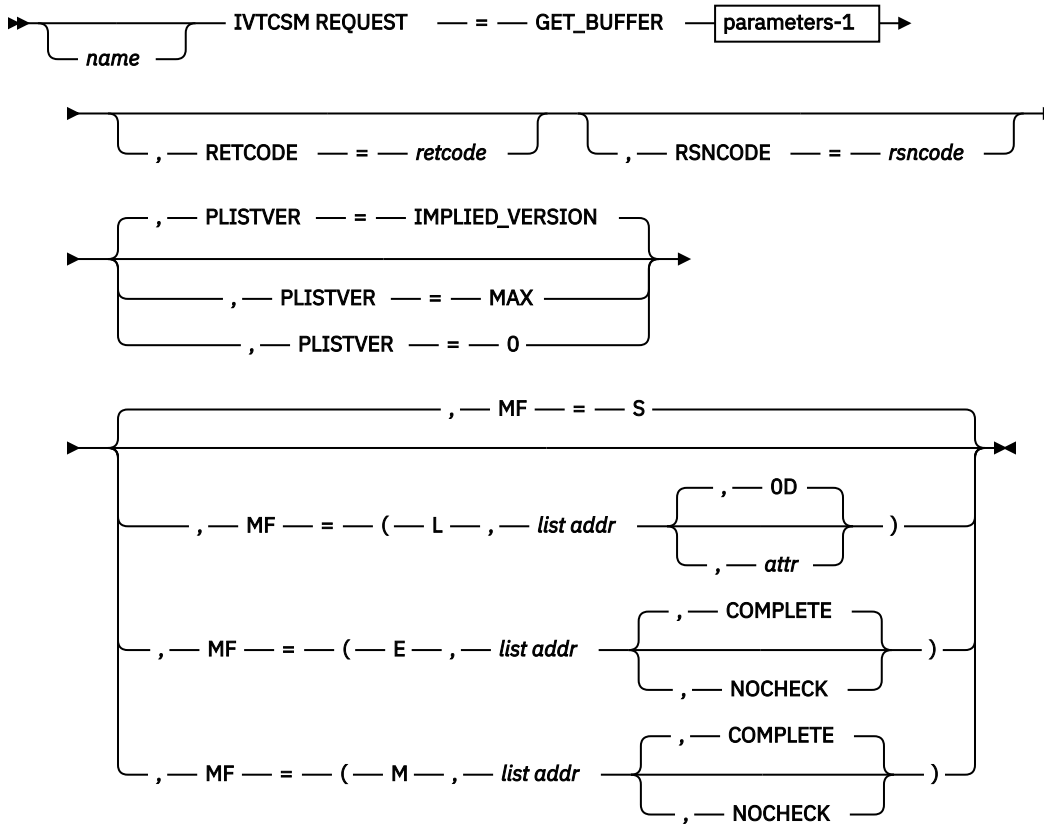 IVTCSM REQUEST = GET_BUFFER parameters-1
name
, RETCODE = retcode , RSNCODE = rsncode
, PLISTVER = IMPLIED_VERSION
, PLISTVER = MAX
, PLISTVER = 0
, MF = S
, 0D
, MF = ( L , list addr )
, attr
, COMPLETE
, MF = ( E , list addr )
, NOCHECK
, COMPLETE
, MF = ( M , list addr )
, NOCHECK